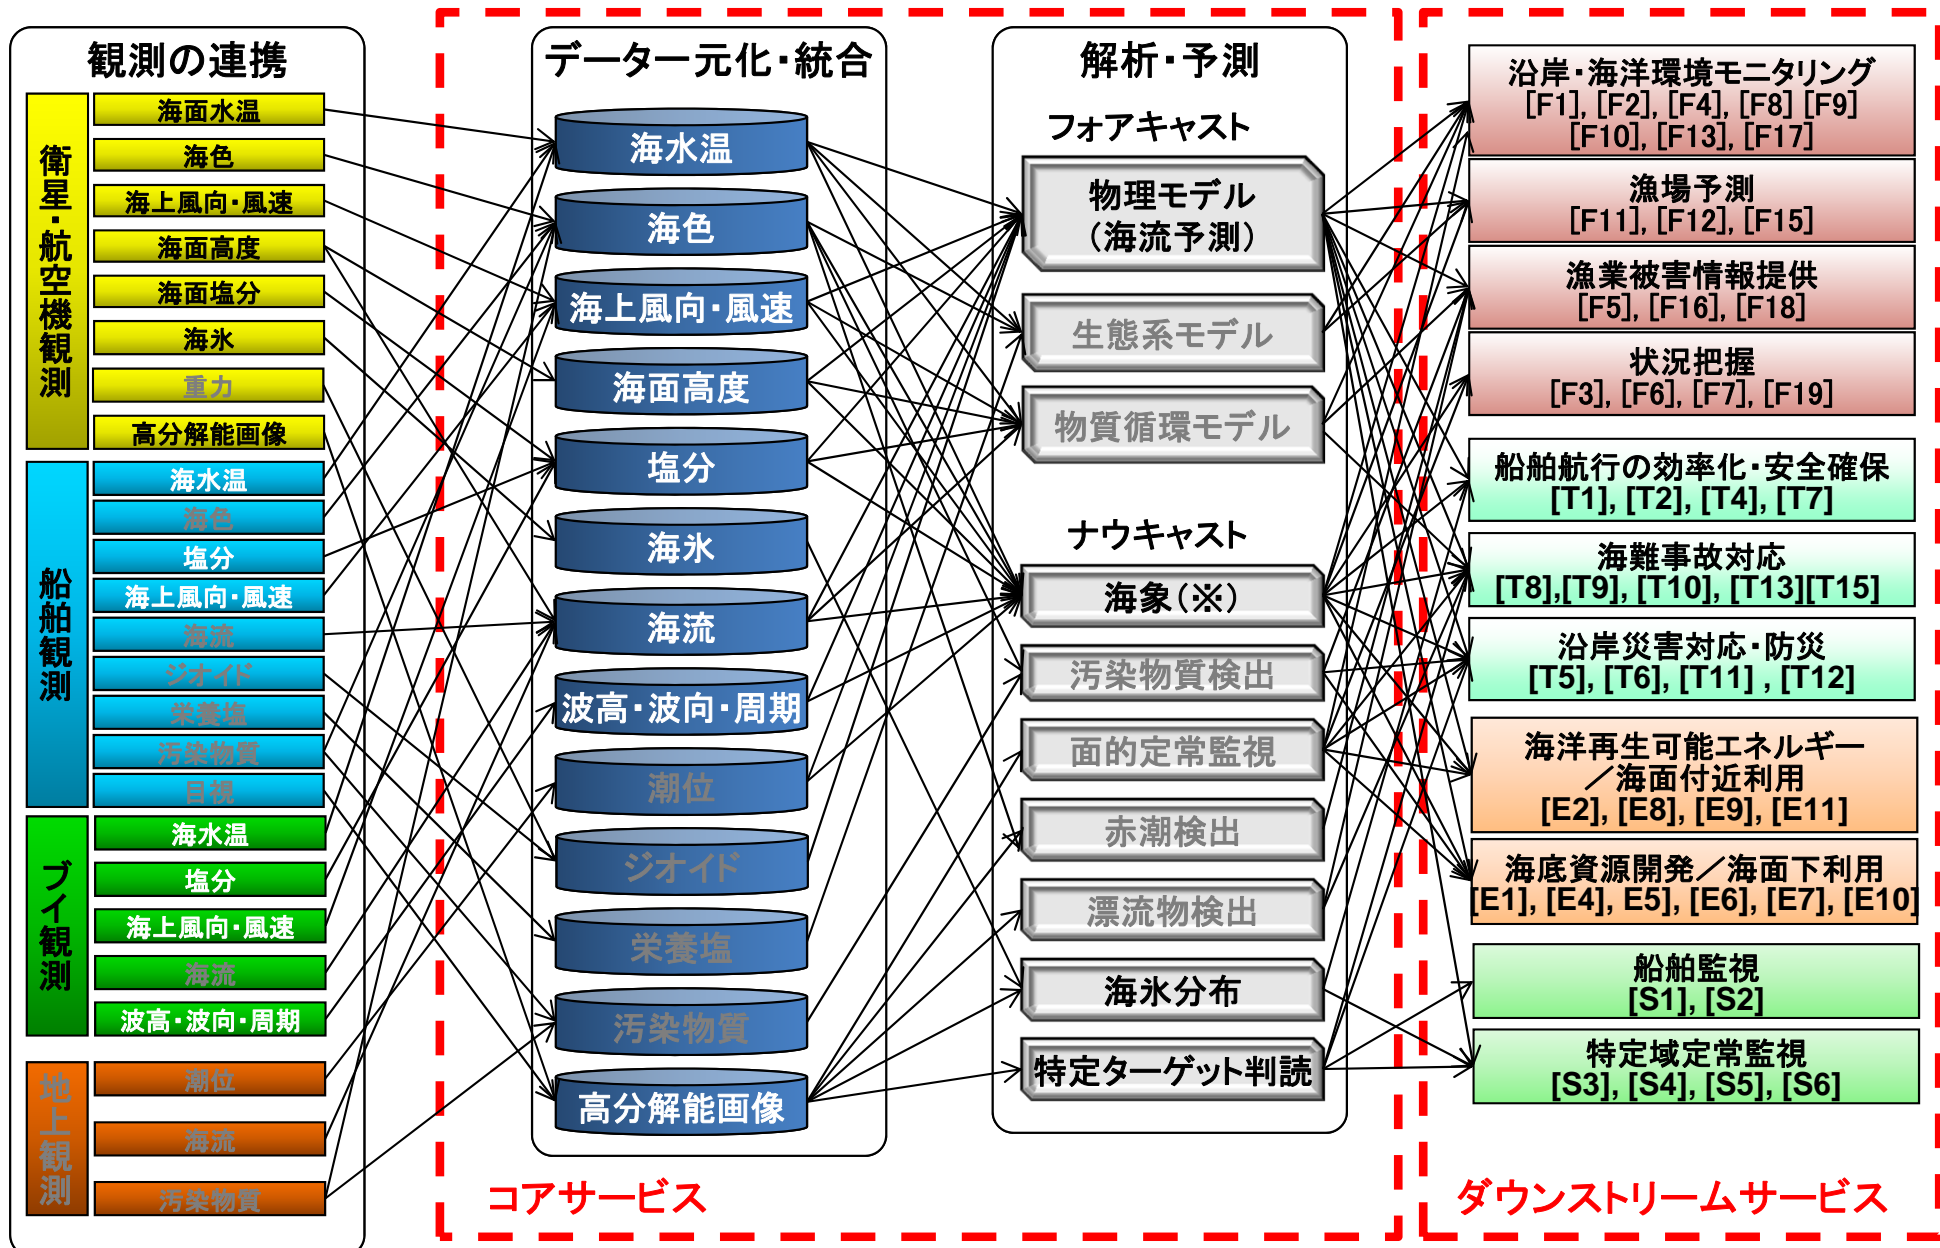 観測の連携
衛星・航空機観測
海面水温
海色
海上風向・風速
海面高度
海面塩分
海氷
重力
高分解能画像
船舶観測
海水温
海色
塩分
海上風向・風速
海流
ジオイド
栄養塩
汚染物質
目視
ブイ観測
海水温
塩分
海上風向・風速
海流
波高・波向・周期
地上観測
潮位
海流
汚染物質
データ一元化・統合
海水温
海色
海上風向・風速
海面高度
塩分
海氷
海流
波高・波向・周期
潮位
ジオイド
栄養塩
汚染物質
高分解能画像
解析・予測
フォアキャスト
物理モデル
（海流予測）
生態系モデル
物質循環モデル
ナウキャスト
海象（※）
汚染物質検出
面的定常監視
赤潮検出
漂流物検出
海氷分布
特定ターゲット判読
コアサービス
沿岸・海洋環境モニタリング
[F1], [F2], [F4], [F8] [F9]
[F10], [F13], [F17]
漁場予測
[F11], [F12], [F15]
漁業被害情報提供
[F5], [F16], [F18]
状況把握
[F3], [F6], [F7], [F19]
船舶航行の効率化・安全確保
[T1], [T2], [T4], [T7]
海難事故対応
[T8],[T9], [T10], [T13][T15]
沿岸災害対応・防災
[T5], [T6], [T11] , [T12]
海洋再生可能エネルギー
／海面付近利用
[E2], [E8], [E9], [E11]
海底資源開発／海面下利用
[E1], [E4], E5], [E6], [E7], [E10]
船舶監視
[S1], [S2]
特定域定常監視
[S3], [S4], [S5], [S6]
ダウンストリームサービス